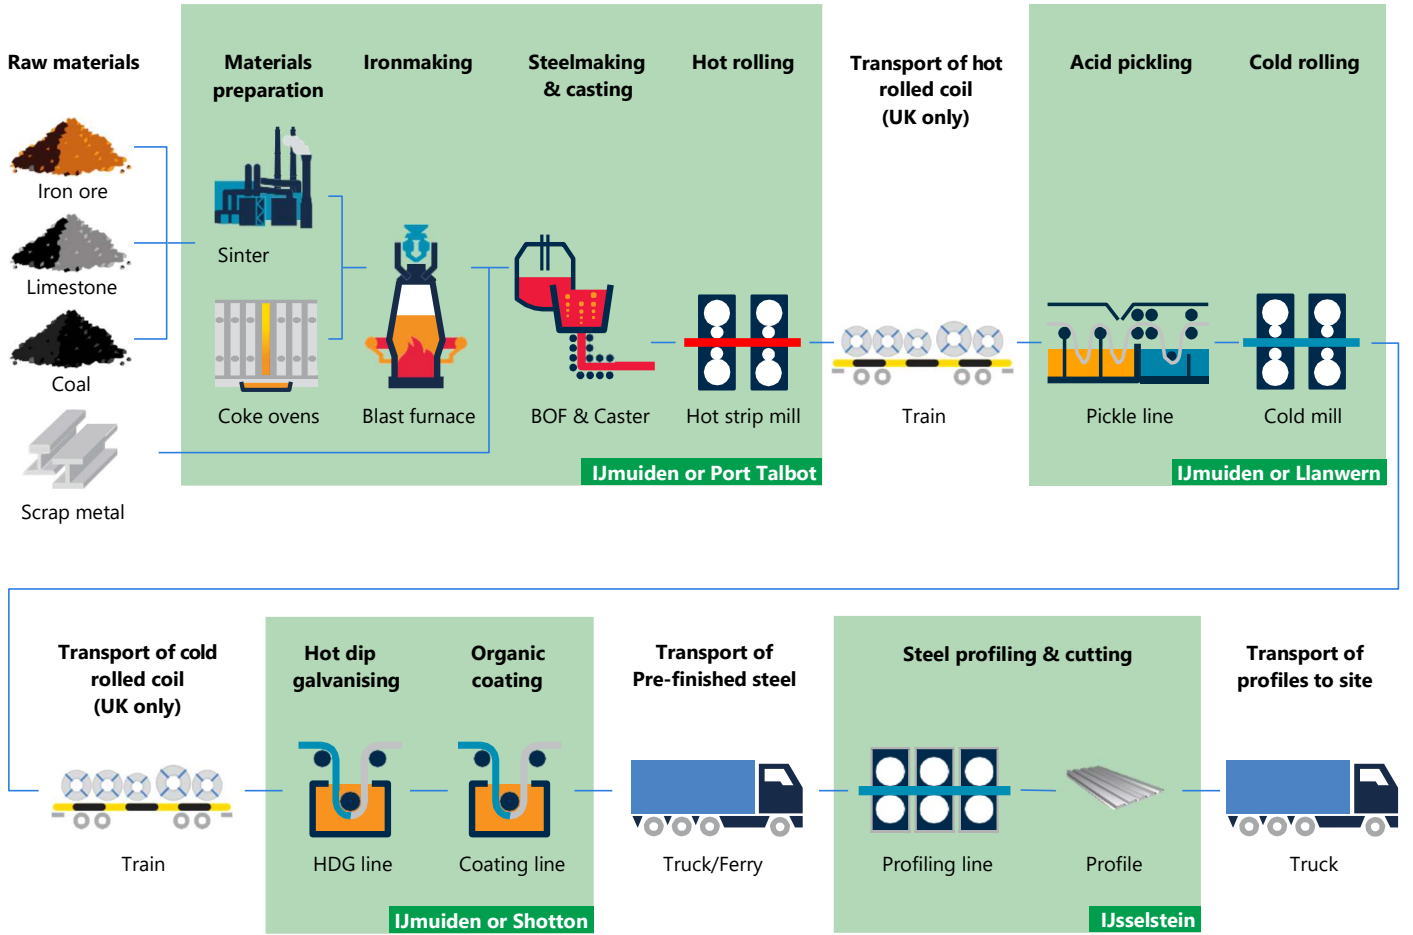 Raw materials
Materials
preparation
Ironmaking
Steelmaking
& casting
Hot rolling
Transport of hot
rolled coil
(UK only)
Acid pickling
Cold rolling
Iron ore
Limestone
Coal
Scrap metal
Sinter
Coke ovens
Blast furnace
BOF & Caster
Hot strip mill
Train
Pickle line
Cold mill
IJmuiden or Port Talbot
IJmuiden or Llanwern
Transport of cold
rolled coil
(UK only)
Hot dip
galvanising
Organic
coating
Transport of
Pre-finished steel
Steel profiling & cutting
Transport of
profiles to site
Train
HDG line
Coating line
Truck/Ferry
Profiling line
Profile
Truck
IJmuiden or Shotton
IJsselstein